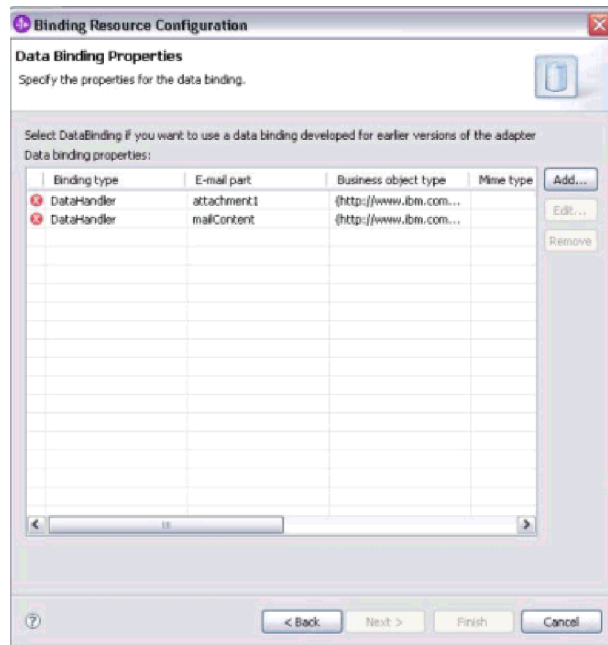 Binding Resource Configuration
Data Binding Properties
Specify the properties for the data binding.
Select DataBinding if you want to use a data binding developed for earlier versions of the adapter
Data binding properties:
Binding type E-mail part Business object type Mime type
DataHandler attachment1 {http://www.ibm.com...
DataHandler mailContent {http://www.ibm.com...
Add...
Edit...
Remove
< Back Next > Finish Cancel